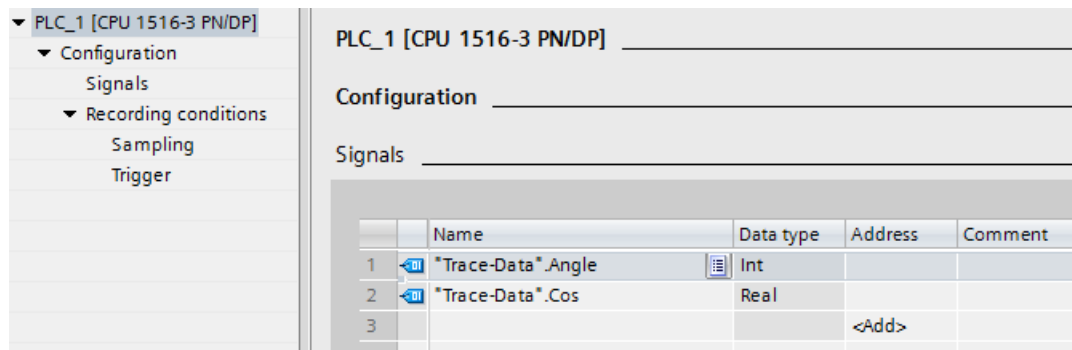 PLC_1 [CPU 1516-3 PN/DP]
Configuration
Signals
Recording conditions
Sampling
Trigger
PLC_1 [CPU 1516-3 PN/DP]
Configuration
Signals
Name Data type Address Comment
1 "Trace-Data".Angle Int
2 "Trace-Data".Cos Real
3 <Add>